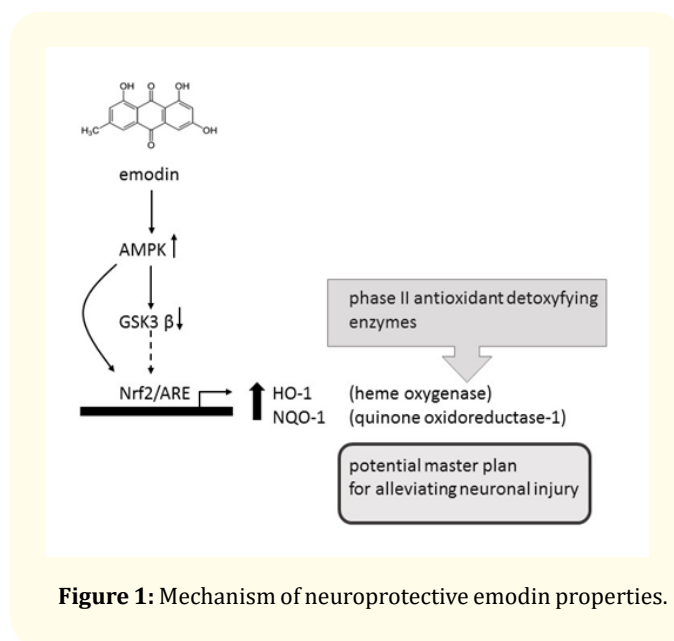 OH O OH
H₃C
OH
O
emodin
AMPK
GSK3 β
Nrf2/ARE
HO-1
NQO-1
phase II antioxidant detoxyfying
enzymes
(heme oxygenase)
(quinone oxidoreductase-1)
potential master plan
for alleviating neuronal injury
Figure 1: Mechanism of neuroprotective emodin properties.